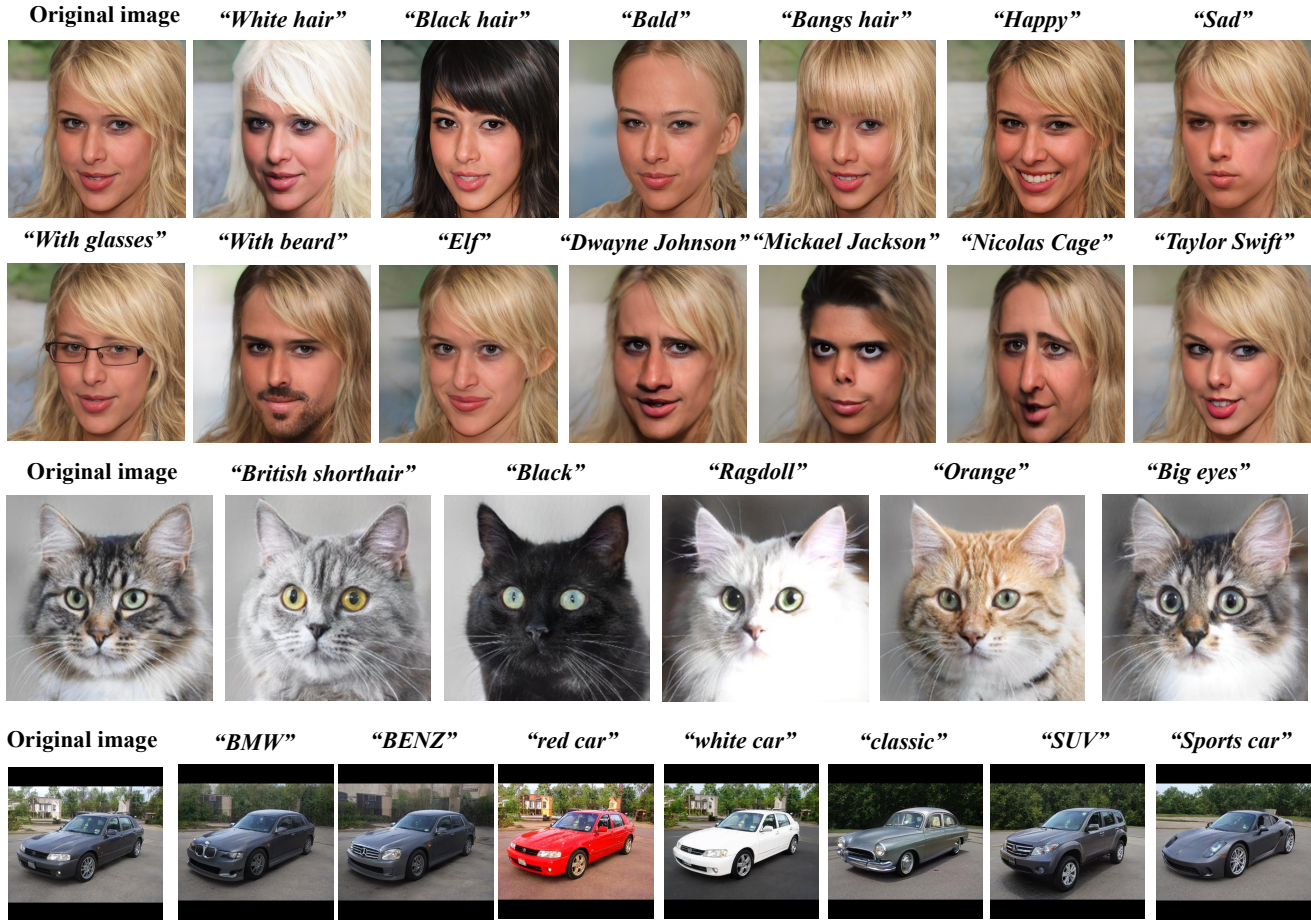 Original image “White hair” “Black hair” “Bald” “Bangs hair” “Happy” “Sad”
“With glasses” “With beard” “Elf” “Dwayne Johnson” “Mickael Jackson” “Nicolas Cage” “Taylor Swift”
Original image “British shorthair” “Black” “Ragdoll” “Orange” “Big eyes”
Original image “BMW” “BENZ” “red car” “white car” “classic” “SUV” “Sports car”